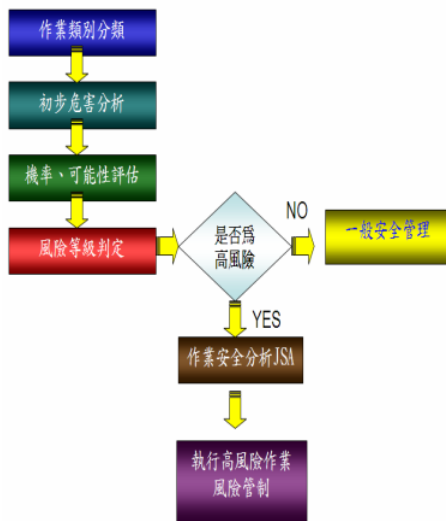 作業類別分類
初步危害分析
機率、可能性評估
風險等級判定
是否為
高風險
NO
一般安全管理
YES
作業安全分析JSA
執行高風險作業
風險管制